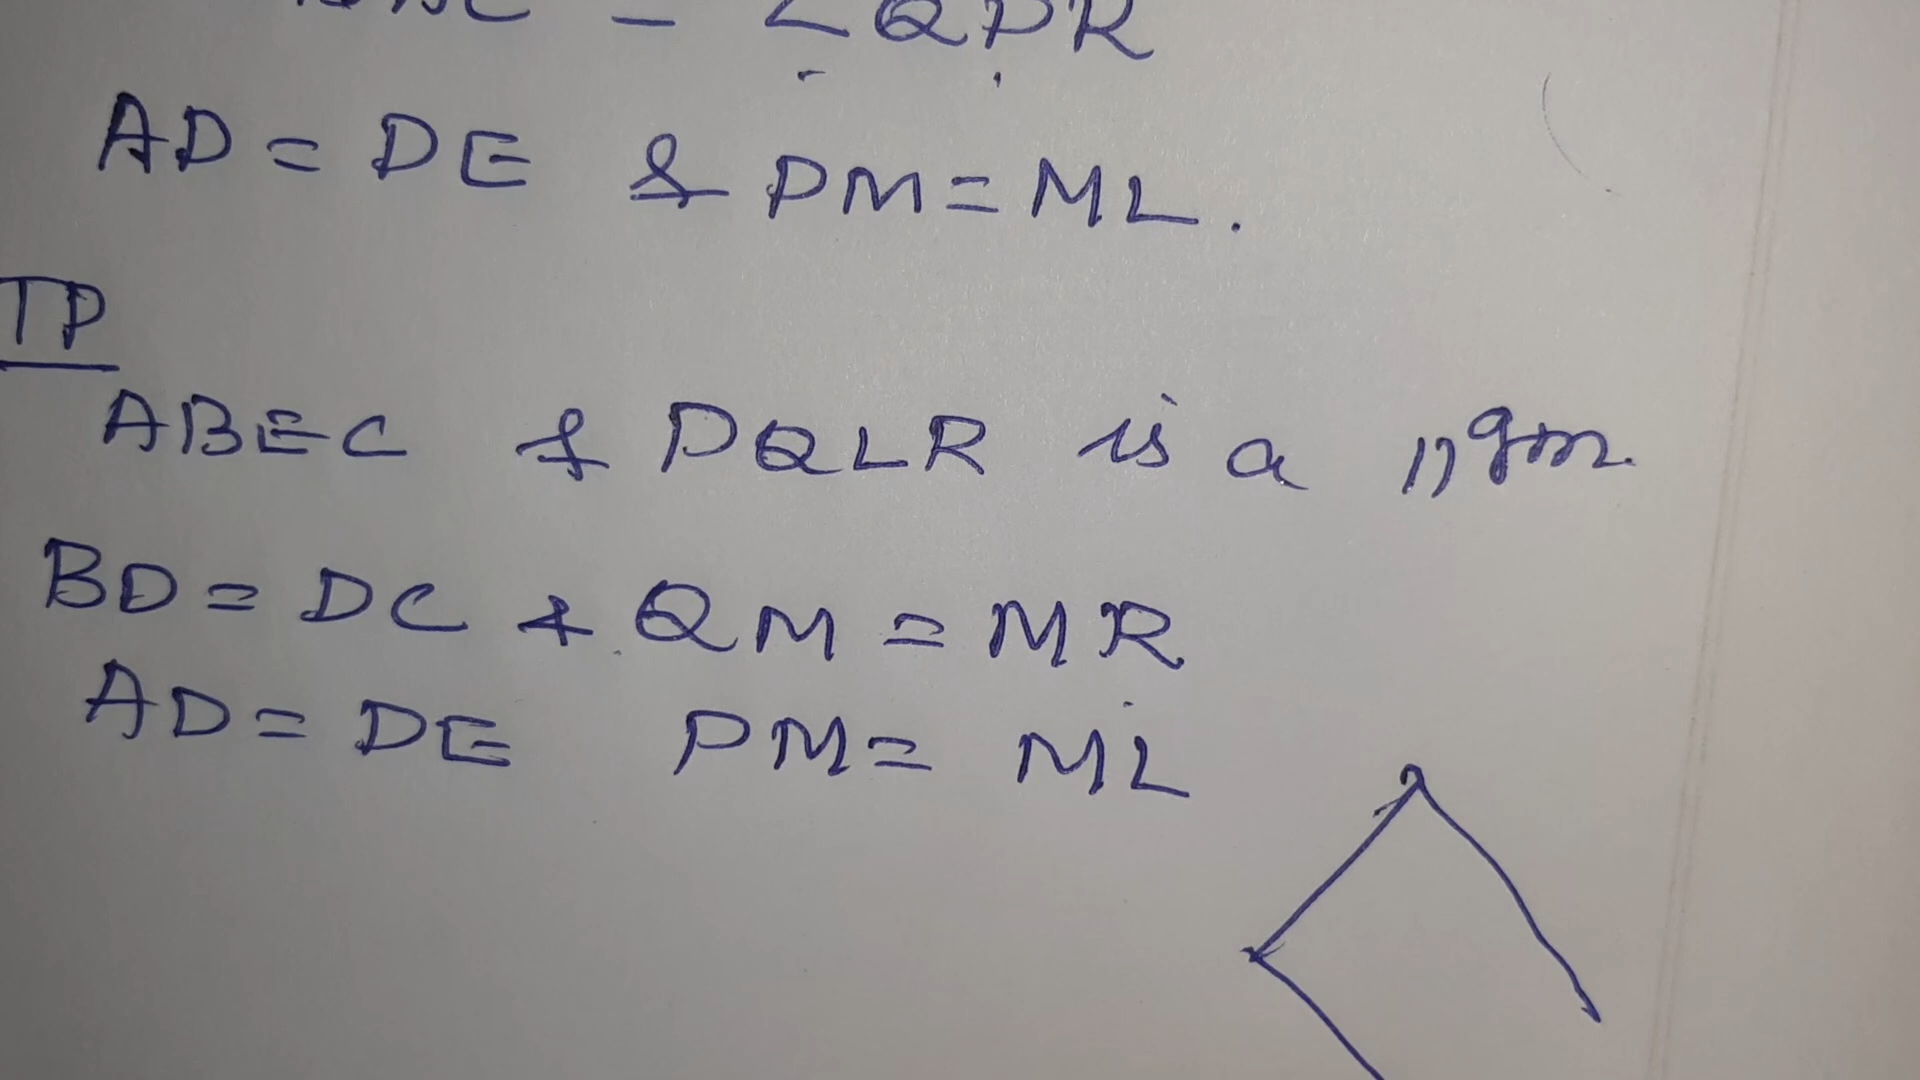 ∠QPR
AD = DE & PM = ML.
TP
ABEC & PQLR is a ||gm.
BD = DC & QM = MR
AD = DE PM = ML